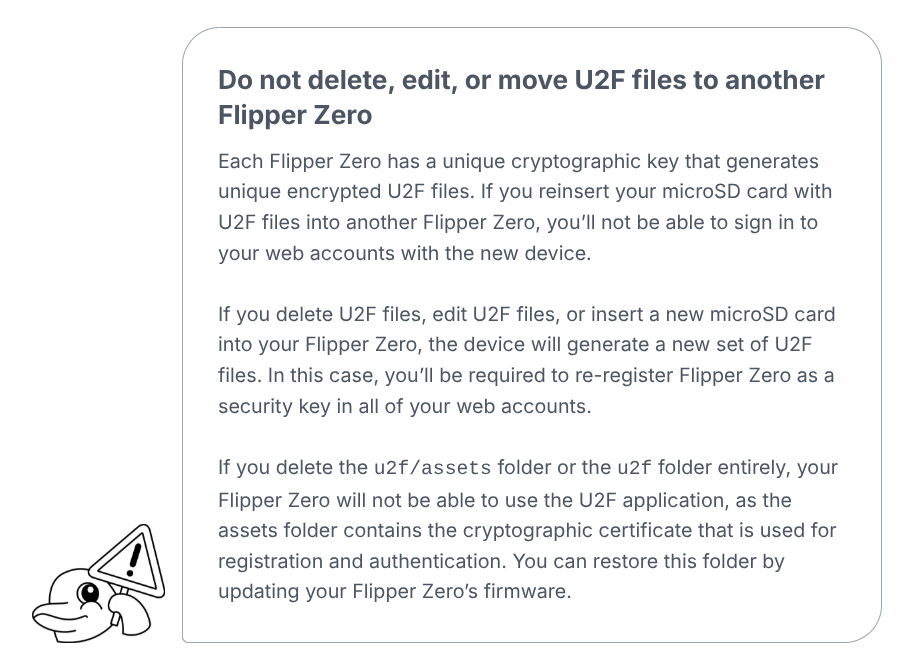 Do not delete, edit, or move U2F files to another
Flipper Zero
Each Flipper Zero has a unique cryptographic key that generates
unique encrypted U2F files. If you reinsert your microSD card with
U2F files into another Flipper Zero, you’ll not be able to sign in to
your web accounts with the new device.
If you delete U2F files, edit U2F files, or insert a new microSD card
into your Flipper Zero, the device will generate a new set of U2F
files. In this case, you’ll be required to re-register Flipper Zero as a
security key in all of your web accounts.
If you delete the u2f/assets folder or the u2f folder entirely, your
Flipper Zero will not be able to use the U2F application, as the
assets folder contains the cryptographic certificate that is used for
registration and authentication. You can restore this folder by
updating your Flipper Zero’s firmware.